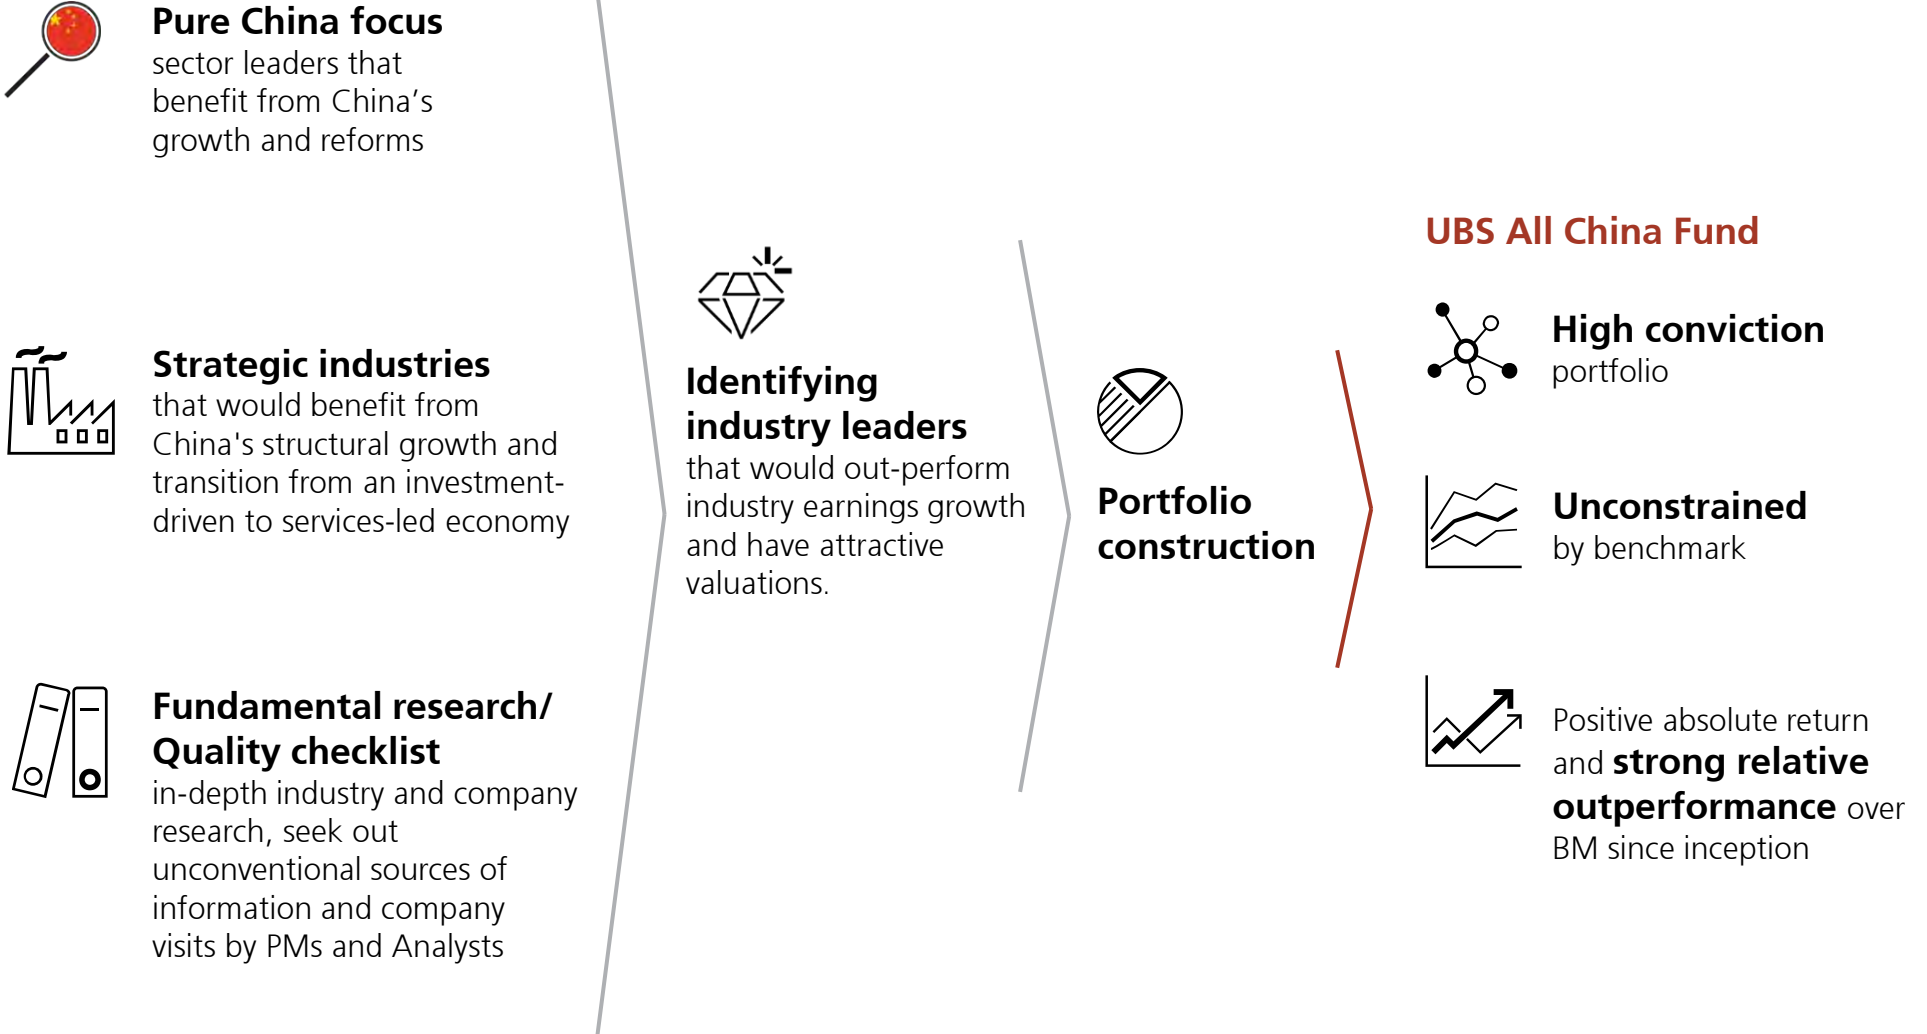 Pure China focus
sector leaders that
benefit from China’s
growth and reforms
Strategic industries
that would benefit from
China's structural growth and
transition from an investment-
driven to services-led economy
Fundamental research/
Quality checklist
in-depth industry and company
research, seek out
unconventional sources of
information and company
visits by PMs and Analysts
Identifying
industry leaders
that would out-perform
industry earnings growth
and have attractive
valuations.
Portfolio
construction
UBS All China Fund
High conviction
portfolio
Unconstrained
by benchmark
Positive absolute return
and strong relative
outperformance over
BM since inception